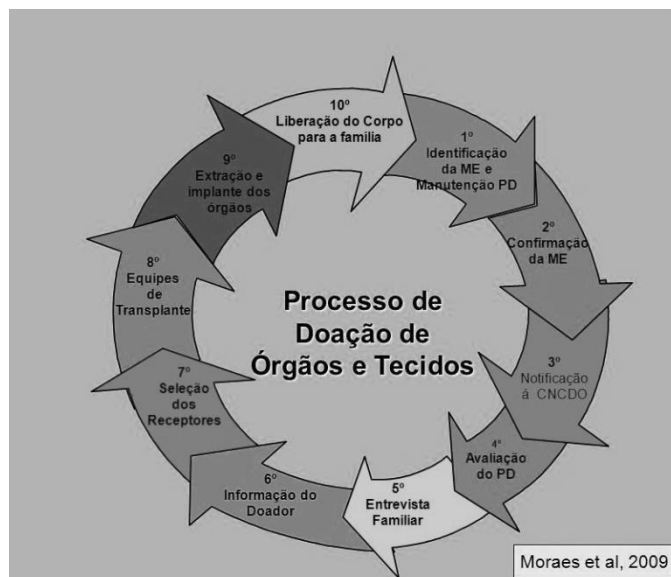 10º
Liberação do Corpo
para a familia
1º
Identificação
da ME e
Manutenção PD
2º
Confirmação
da ME
3º
Notificação
á CNCDO
4º
Avaliação
do PD
5º
Entrevista
Familiar
6º
Informação do
Doador
7º
Seleção
dos
Receptores
8º
Equipes
de
Transplante
9º
Extração e
implante dos
órgãos
Processo de
Doação de
Órgãos e Tecidos
Moraes et al, 2009